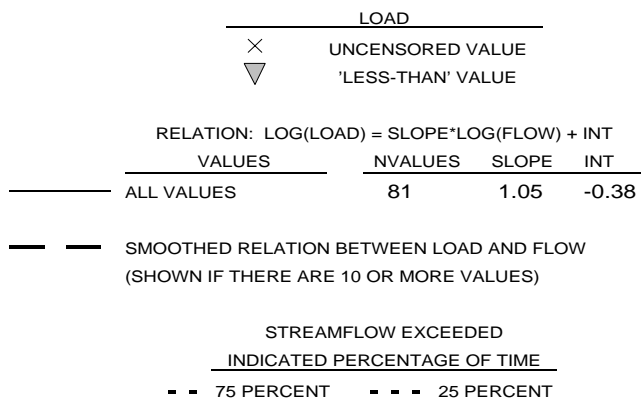 LOAD
UNCENSORED VALUE
'LESS-THAN' VALUE
RELATION: LOG(LOAD) = SLOPE*LOG(FLOW) + INT
VALUES NVALUES SLOPE INT
ALL VALUES 81 1.05 -0.38
SMOOTHED RELATION BETWEEN LOAD AND FLOW
(SHOWN IF THERE ARE 10 OR MORE VALUES)
STREAMFLOW EXCEEDED
INDICATED PERCENTAGE OF TIME
75 PERCENT 25 PERCENT